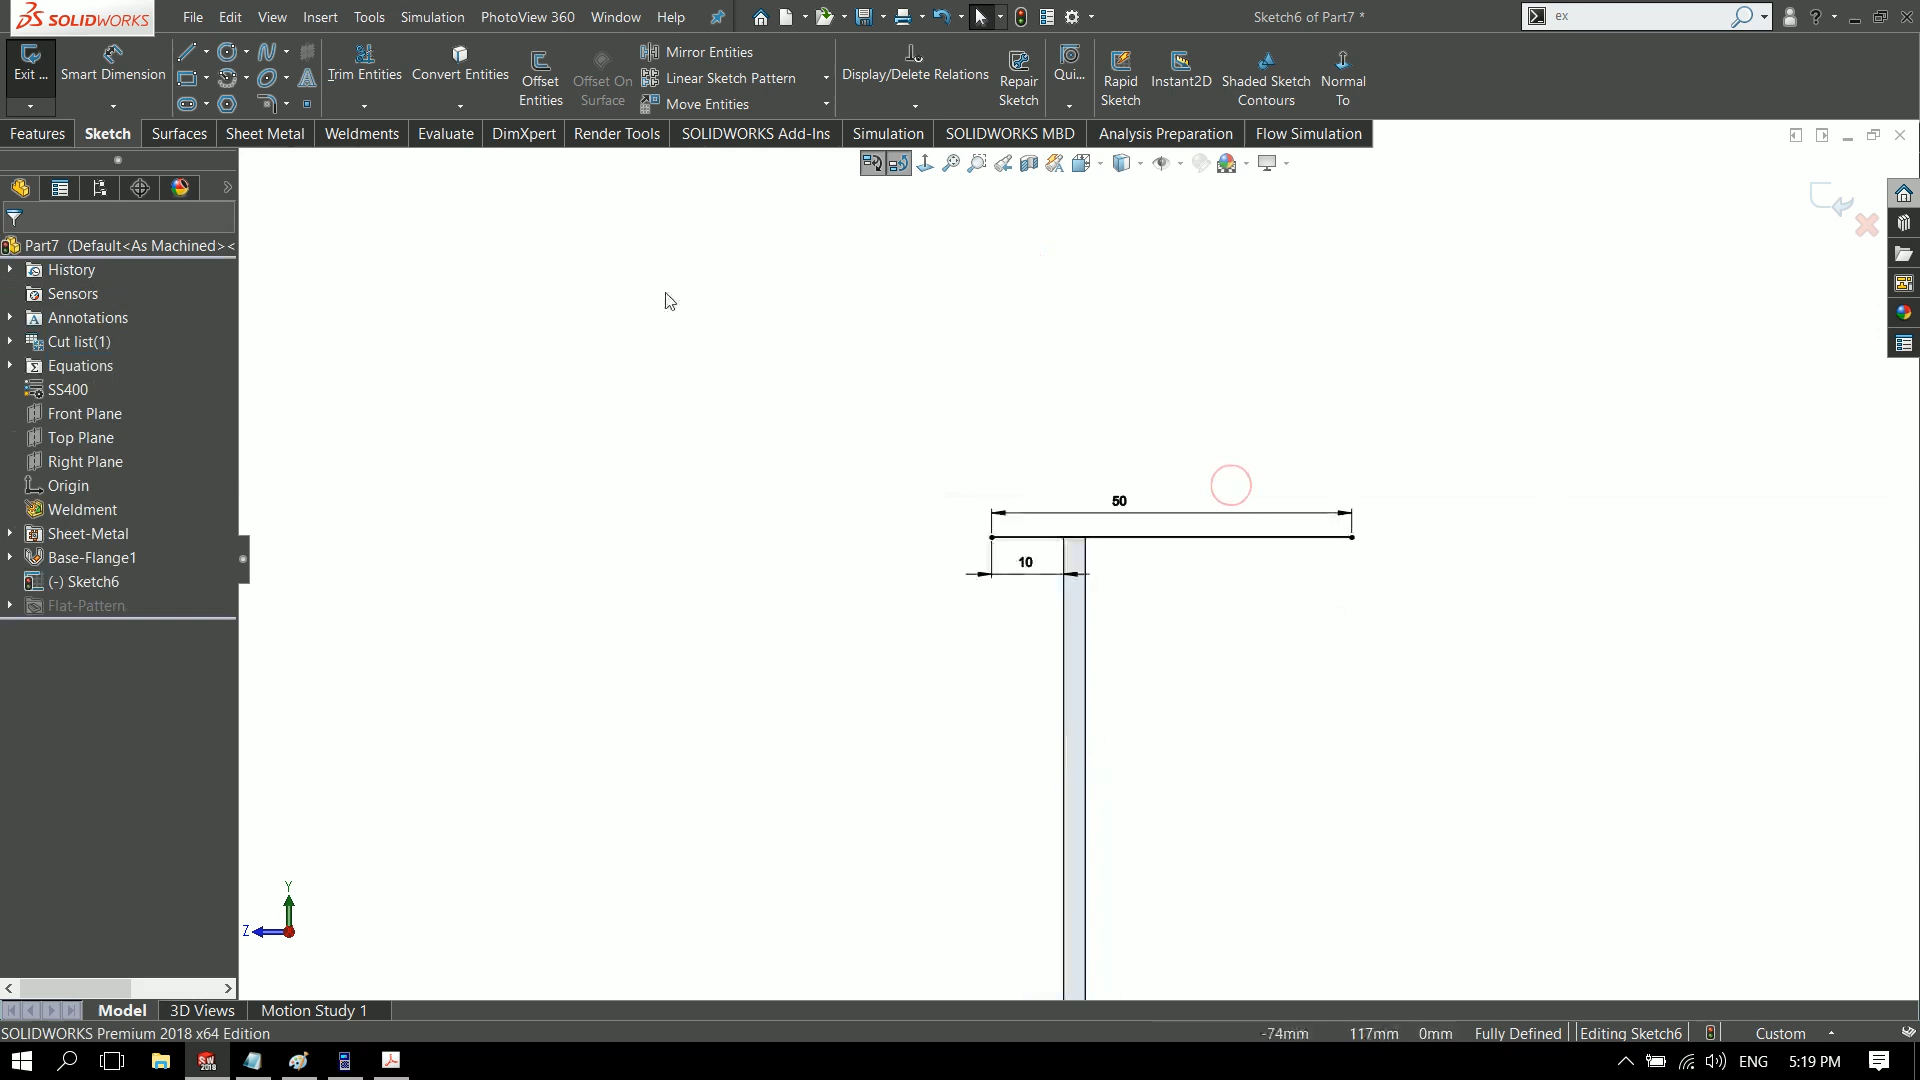 SOLIDWORKS File Edit View Insert Tools Simulation PhotoView 360 Window Help Sketch6 of Part7 * ex
Exit ... Smart Dimension Trim Entities Convert Entities Offset Entities Offset On Surface Mirror Entities Linear Sketch Pattern Move Entities Display/Delete Relations Repair Sketch Qui... Rapid Sketch Instant2D Shaded Sketch Contours Normal To
Features Sketch Surfaces Sheet Metal Weldments Evaluate DimXpert Render Tools SOLIDWORKS Add-Ins Simulation SOLIDWORKS MBD Analysis Preparation Flow Simulation
Part7 (Default<As Machined><
History
Sensors
Annotations
Cut list(1)
Equations
SS400
Front Plane
Top Plane
Right Plane
Origin
Weldment
Sheet-Metal
Base-Flange1
(-) Sketch6
Flat-Pattern
50
10
Y
Z
Model 3D Views Motion Study 1
SOLIDWORKS Premium 2018 x64 Edition -74mm 117mm 0mm Fully Defined Editing Sketch6 Custom
ENG 5:19 PM